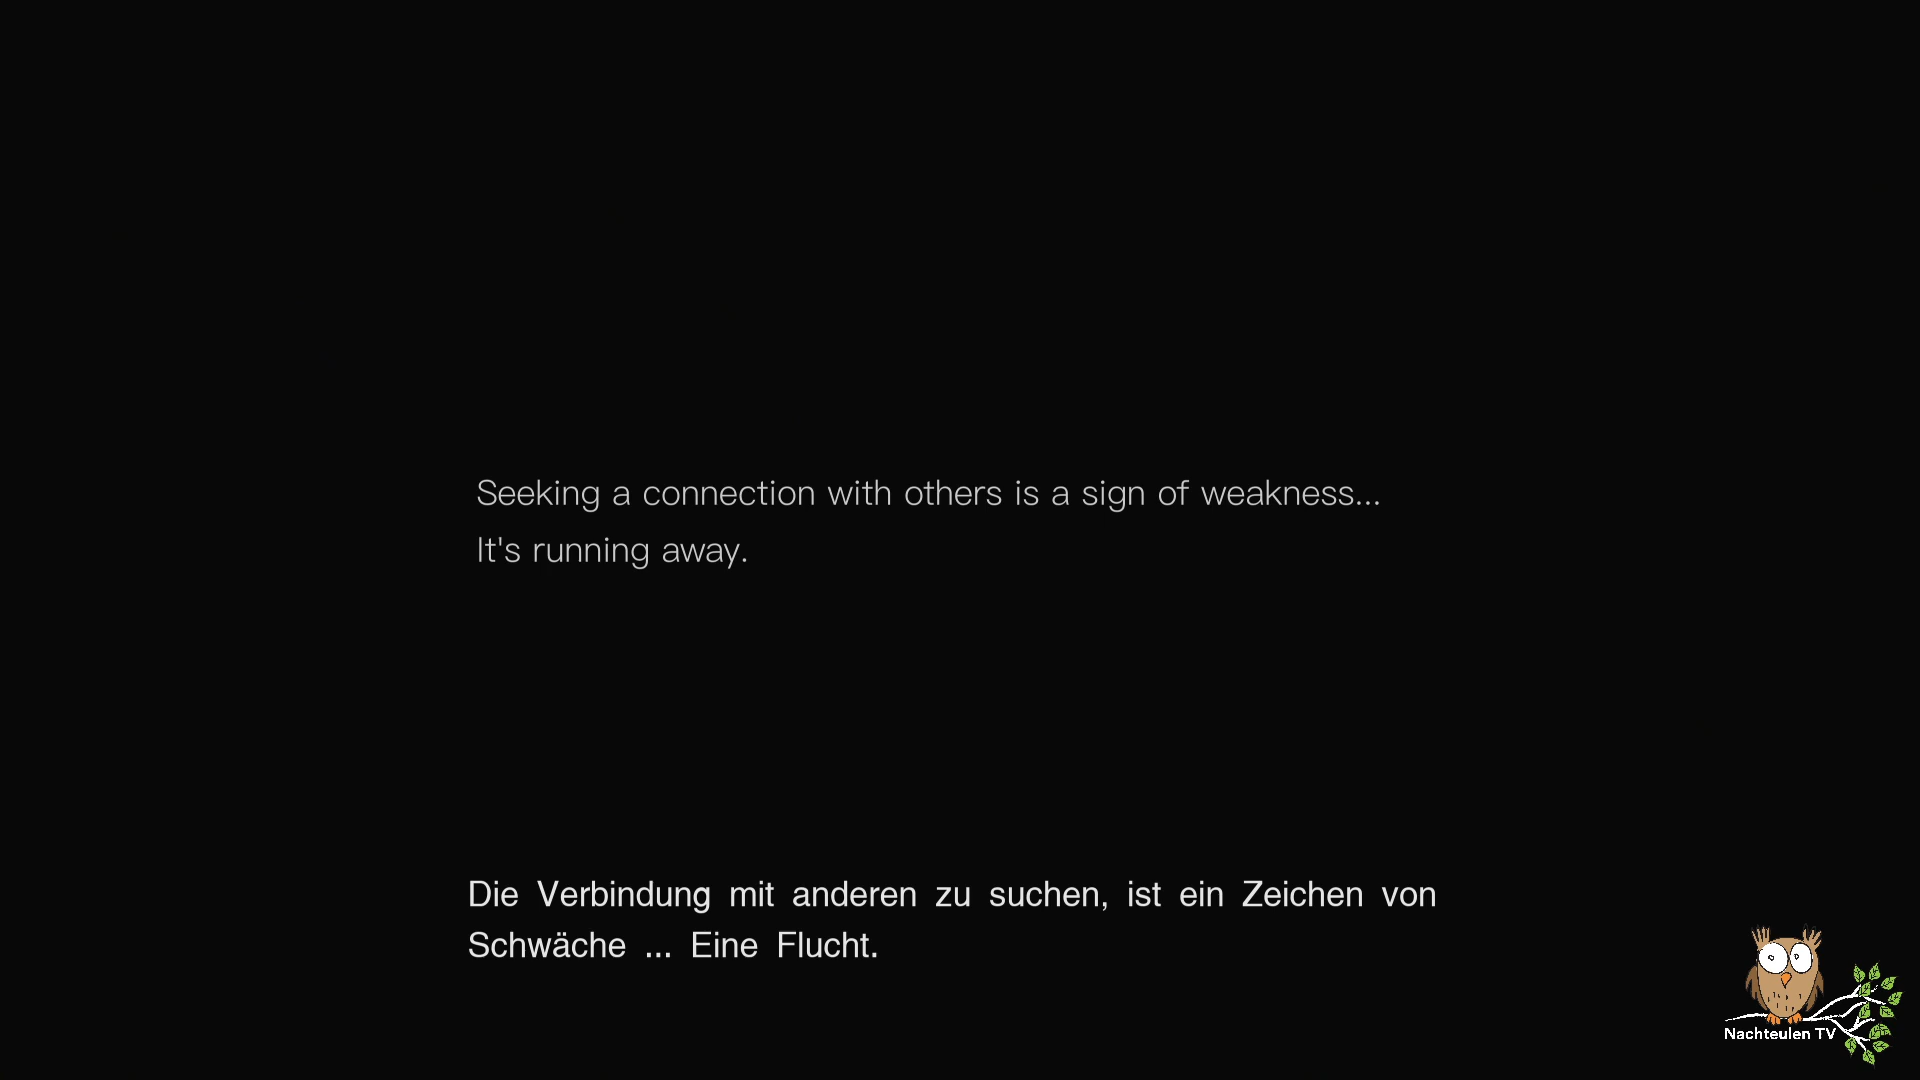 Seeking a connection with others is a sign of weakness...
It's running away.
Die Verbindung mit anderen zu suchen, ist ein Zeichen von
Schwäche ... Eine Flucht.
Nachteulen TV